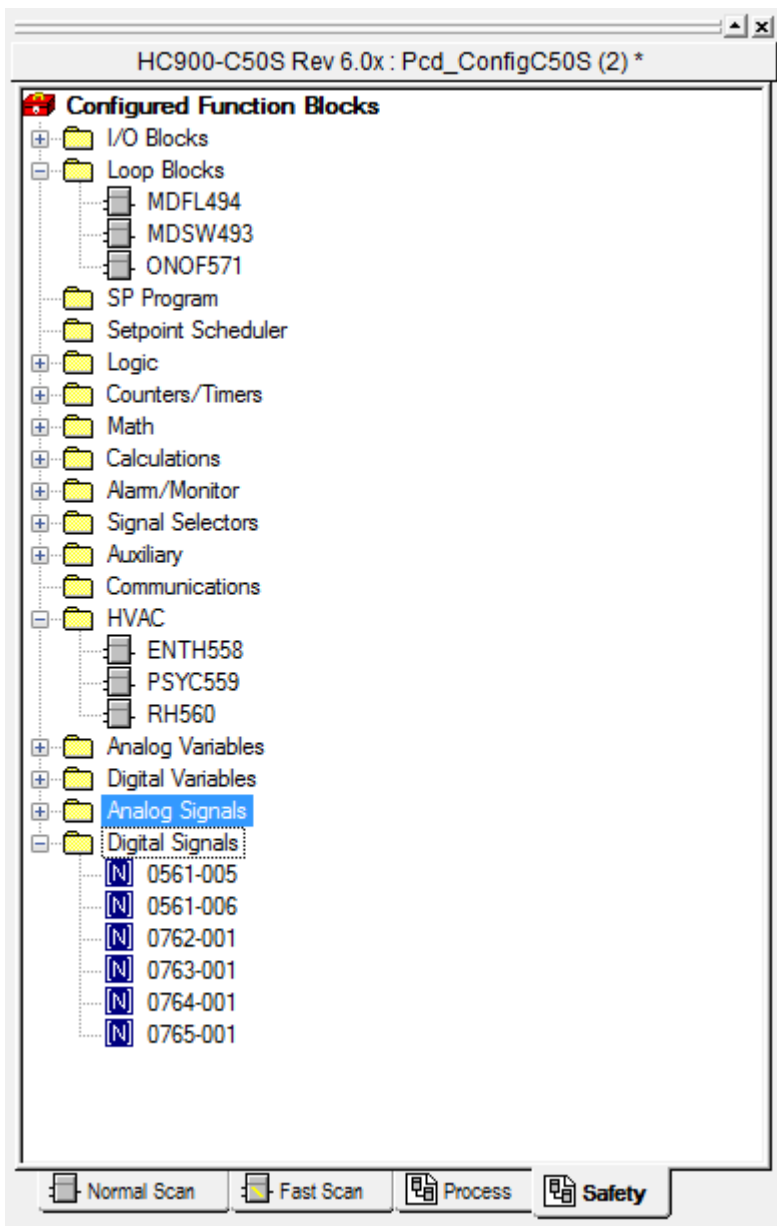 HC900-C50S Rev 6.0x : Pcd_ConfigC50S (2) *
Configured Function Blocks
I/O Blocks
Loop Blocks
MDFL494
MDSW493
ONOF571
SP Program
Setpoint Scheduler
Logic
Counters/Timers
Math
Calculations
Alarm/Monitor
Signal Selectors
Auxiliary
Communications
HVAC
ENTH558
PSYC559
RH560
Analog Variables
Digital Variables
Analog Signals
Digital Signals
[N] 0561-005
[N] 0561-006
[N] 0762-001
[N] 0763-001
[N] 0764-001
[N] 0765-001
Normal Scan Fast Scan Process Safety